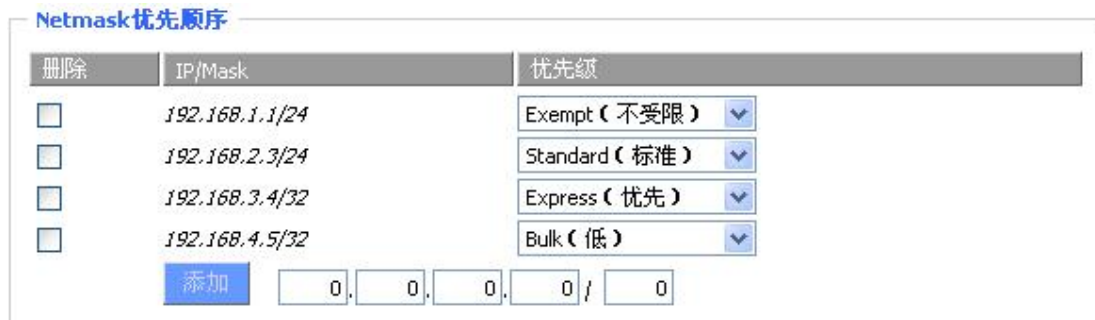 Netmask优先顺序
删除 IP/Mask 优先级
192.168.1.1/24 Exempt（不受限）
192.168.2.3/24 Standard（标准）
192.168.3.4/32 Express（优先）
192.168.4.5/32 Bulk（低）
添加 0. 0. 0. 0 / 0